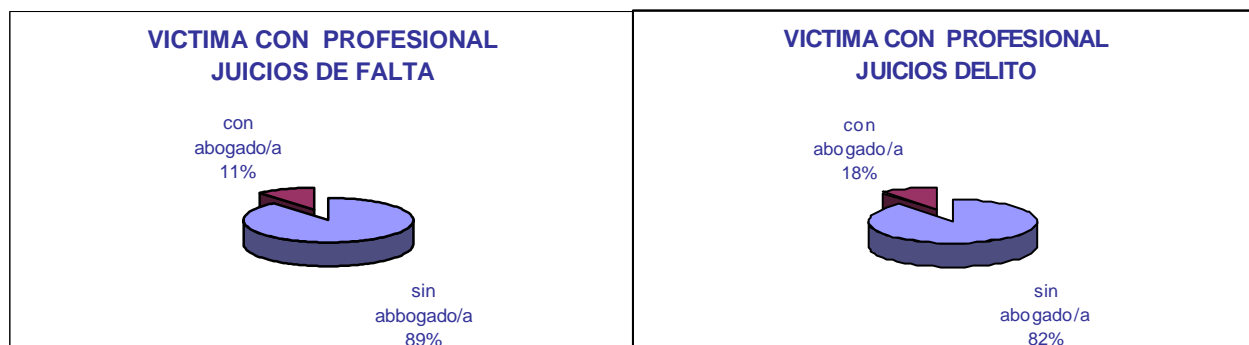 VICTIMA CON PROFESIONAL
JUICIOS DE FALTA
con
abogado/a
11%
sin
abbogado/a
89%
VICTIMA CON PROFESIONAL
JUICIOS DELITO
con
abogado/a
18%
sin
abogado/a
82%